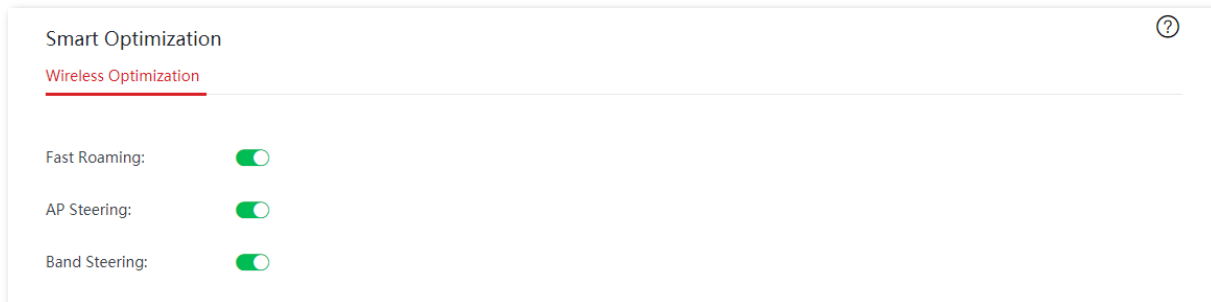 Smart Optimization
?
Wireless Optimization
Fast Roaming:
AP Steering:
Band Steering: